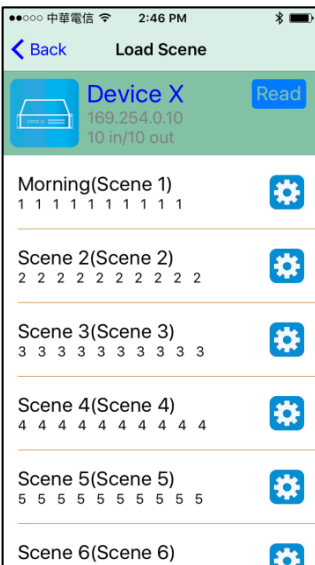 中華電信 2:46 PM
Back Load Scene
Device X
Read
169.254.0.10
10 in/10 out
Morning(Scene 1)
1 1 1 1 1 1 1 1 1 1
Scene 2(Scene 2)
2 2 2 2 2 2 2 2 2 2
Scene 3(Scene 3)
3 3 3 3 3 3 3 3 3 3
Scene 4(Scene 4)
4 4 4 4 4 4 4 4 4 4
Scene 5(Scene 5)
5 5 5 5 5 5 5 5 5 5
Scene 6(Scene 6)